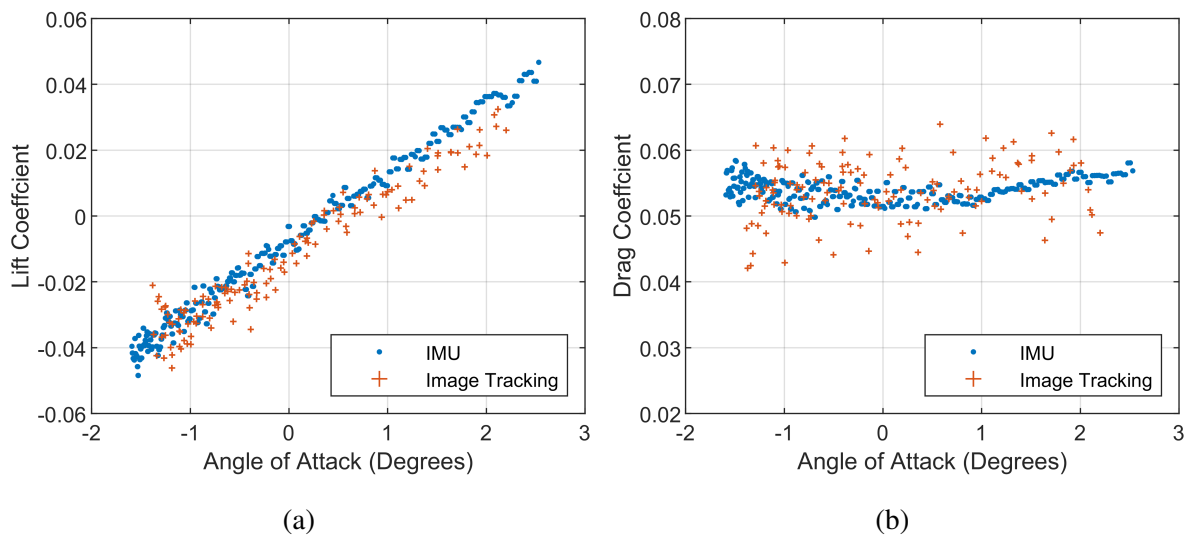 0.06
0.04
0.02
0
-0.02
-0.04
-0.06
Lift Coeffcient
-2
-1
0
1
2
3
Angle of Attack (Degrees)
IMU
Image Tracking
(a)
0.08
0.07
0.06
0.05
0.04
0.03
0.02
Drag Coeffcient
-2
-1
0
1
2
3
Angle of Attack (Degrees)
IMU
Image Tracking
(b)